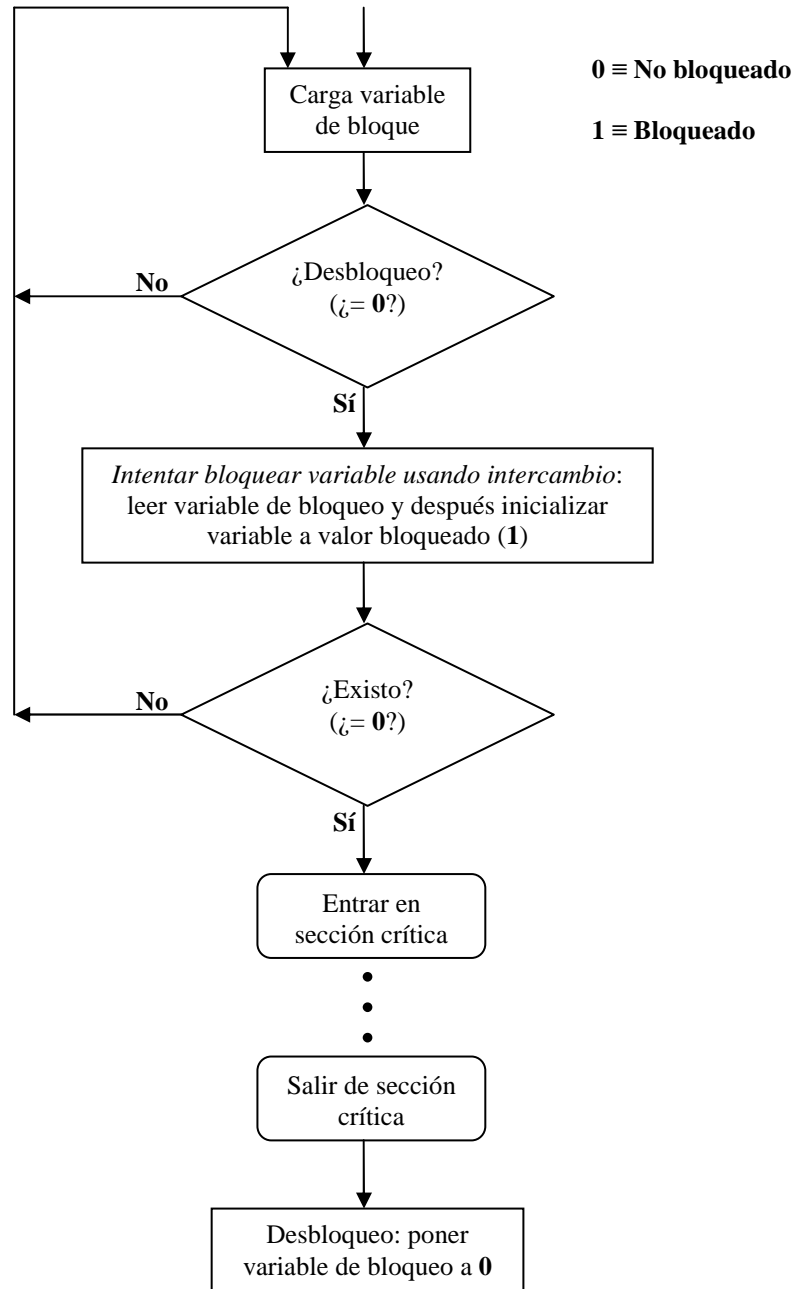 Carga variable
de bloque
0 ≡ No bloqueado
1 ≡ Bloqueado
¿Desbloqueo?
(¿= 0?)
No
Sí
Intentar bloquear variable usando intercambio:
leer variable de bloqueo y después inicializar
variable a valor bloqueado (1)
¿Existo?
(¿= 0?)
No
Sí
Entrar en
sección crítica
Salir de sección
crítica
Desbloqueo: poner
variable de bloqueo a 0